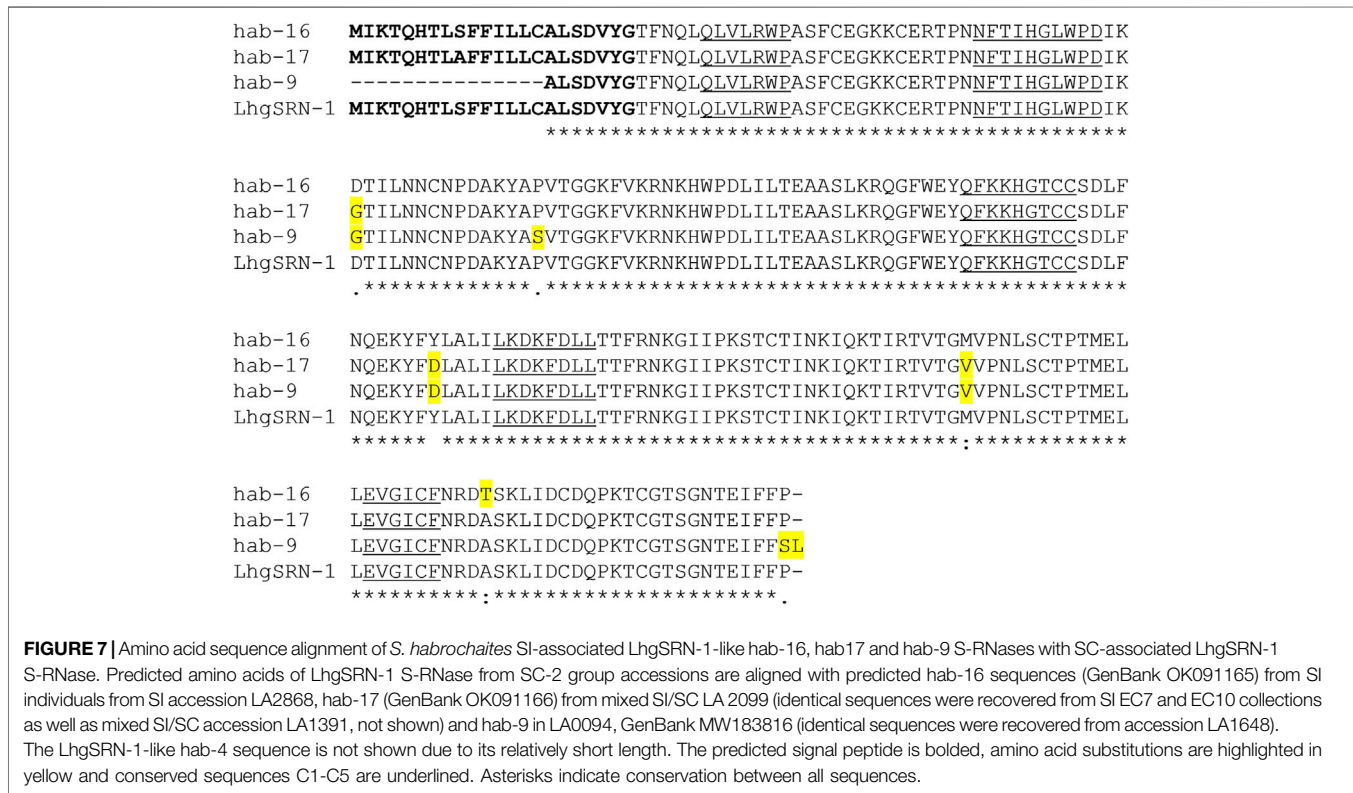 hab-16 MIKTQHTLSFFILLCALSDVYGTFNQLQLVLRWPASFCEGKKCERTPNNFTIHGLWPDIK
hab-17 MIKTQHTLAFFILLCALSDVYGTFNQLQLVLRWPASFCEGKKCERTPNNFTIHGLWPDIK
hab-9 ---------------ALSDVYGTFNQLQLVLRWPASFCEGKKCERTPNNFTIHGLWPDIK
LhgSRN-1 MIKTQHTLSFFILLCALSDVYGTFNQLQLVLRWPASFCEGKKCERTPNNFTIHGLWPDIK
*********************************************
hab-16 DTILNNCNPDAKYAPVTGGKFVKRNKHWPDLILTEAASLKRQGFWEYQFKKHGTCCSDLF
hab-17 GTILNNCNPDAKYAPVTGGKFVKRNKHWPDLILTEAASLKRQGFWEYQFKKHGTCCSDLF
hab-9 GTILNNCNPDAKYASVTGGKFVKRNKHWPDLILTEAASLKRQGFWEYQFKKHGTCCSDLF
LhgSRN-1 DTILNNCNPDAKYAPVTGGKFVKRNKHWPDLILTEAASLKRQGFWEYQFKKHGTCCSDLF
.*************.*********************************************
hab-16 NQEKYFYLALILKDKFDLLTTFRNKGIIPKSTCTINKIQKTIRTVTGMVPNLSCTPTMEL
hab-17 NQEKYFDLALILKDKFDLLTTFRNKGIIPKSTCTINKIQKTIRTVTGVVPNLSCTPTMEL
hab-9 NQEKYFDLALILKDKFDLLTTFRNKGIIPKSTCTINKIQKTIRTVTGVVPNLSCTPTMEL
LhgSRN-1 NQEKYFYLALILKDKFDLLTTFRNKGIIPKSTCTINKIQKTIRTVTGMVPNLSCTPTMEL
****** ****************************************:************
hab-16 LEVGICFNRDTSKLIDCDQPKTCGTSGNTEIFFP-
hab-17 LEVGICFNRDASKLIDCDQPKTCGTSGNTEIFFP-
hab-9 LEVGICFNRDASKLIDCDQPKTCGTSGNTEIFFSL
LhgSRN-1 LEVGICFNRDASKLIDCDQPKTCGTSGNTEIFFP-
**********:**********************.
FIGURE 7 | Amino acid sequence alignment of S. habrochaites SI-associated LhgSRN-1-like hab-16, hab17 and hab-9 S-RNases with SC-associated LhgSRN-1
S-RNase. Predicted amino acids of LhgSRN-1 S-RNase from SC-2 group accessions are aligned with predicted hab-16 sequences (GenBank OK091165) from SI
individuals from SI accession LA2868, hab-17 (GenBank OK091166) from mixed SI/SC LA 2099 (identical sequences were recovered from SI EC7 and EC10 collections
as well as mixed SI/SC accession LA1391, not shown) and hab-9 in LA0094, GenBank MW183816 (identical sequences were recovered from accession LA1648).
The LhgSRN-1-like hab-4 sequence is not shown due to its relatively short length. The predicted signal peptide is bolded, amino acid substitutions are highlighted in
yellow and conserved sequences C1-C5 are underlined. Asterisks indicate conservation between all sequences.